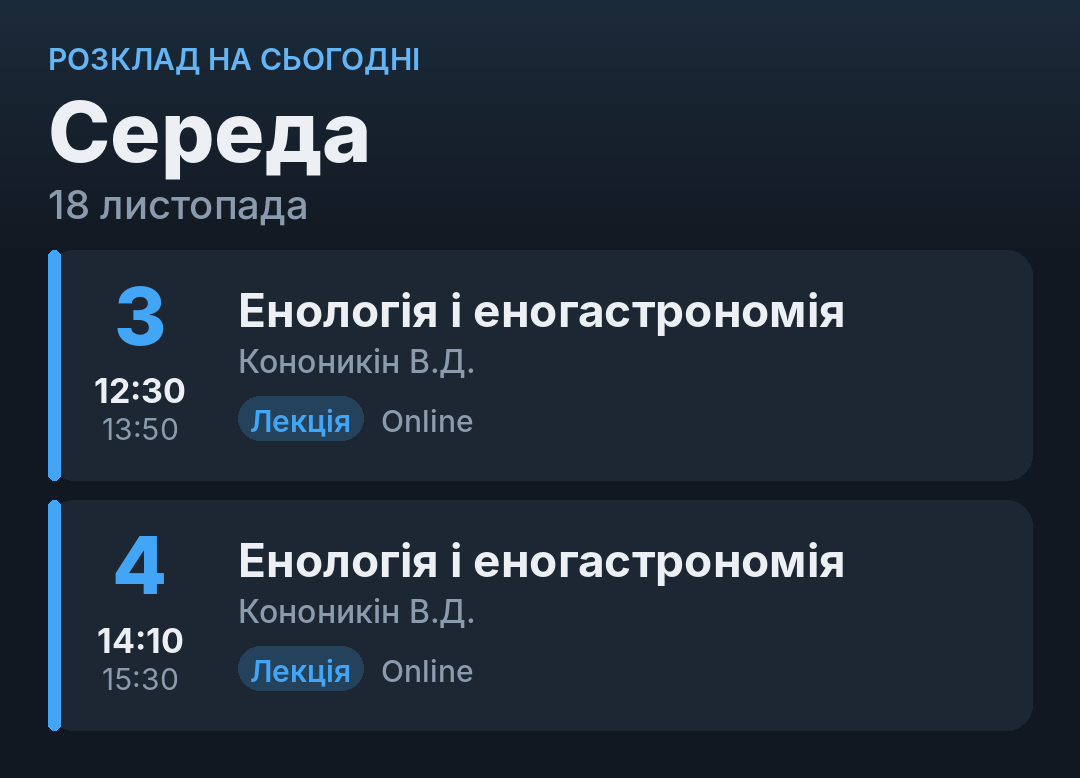 РОЗКЛАД НА СЬОГОДНІ
Середа
18 листопада
3
12:30
13:50
Енологія і еногастрономія
Кононикін В.Д.
Лекція Online
4
14:10
15:30
Енологія і еногастрономія
Кононикін В.Д.
Лекція Online